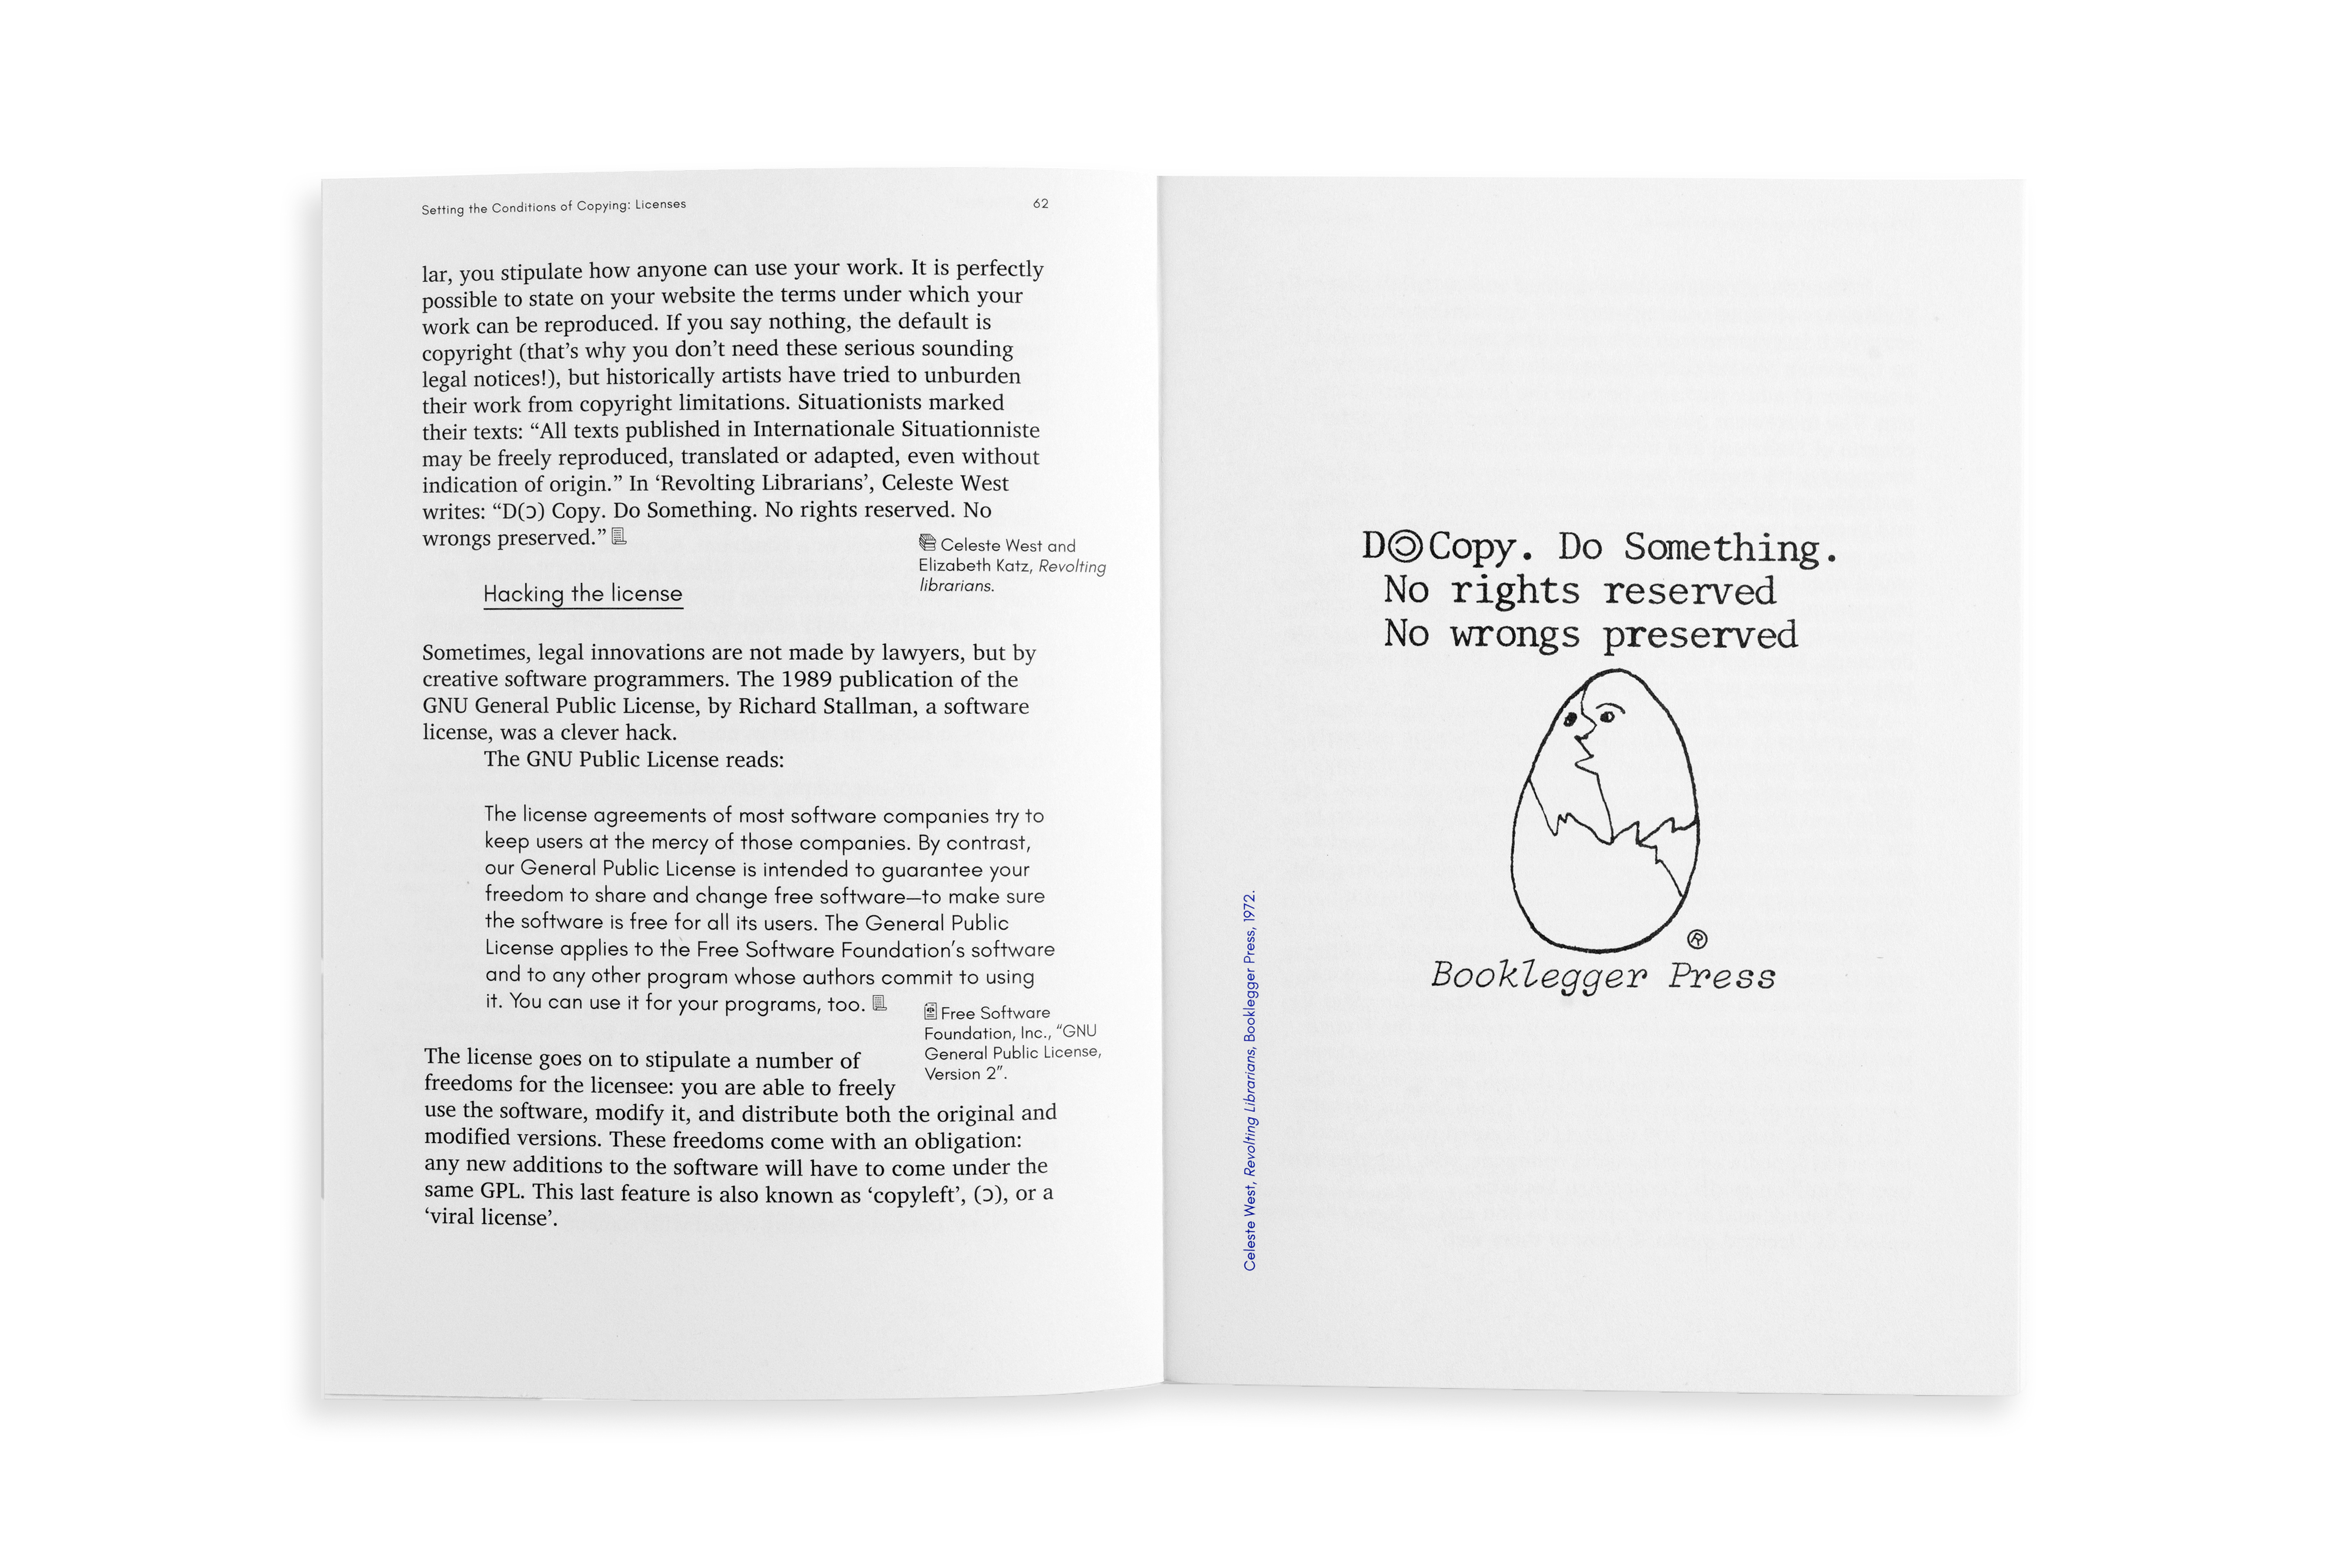 Setting the Conditions of Copying: Licenses
62
lar, you stipulate how anyone can use your work. It is perfectly
possible to state on your website the terms under which your
work can be reproduced. If you say nothing, the default is
copyright (that’s why you don’t need these serious sounding
legal notices!), but historically artists have tried to unburden
their work from copyright limitations. Situationists marked
their texts: “All texts published in Internationale Situationniste
may be freely reproduced, translated or adapted, even without
indication of origin.” In ‘Revolting Librarians’, Celeste West
writes: “D(ɔ) Copy. Do Something. No rights reserved. No
wrongs preserved.”
Celeste West and
Elizabeth Katz, Revolting
librarians.
Hacking the license
Sometimes, legal innovations are not made by lawyers, but by
creative software programmers. The 1989 publication of the
GNU General Public License, by Richard Stallman, a software
license, was a clever hack.
The GNU Public License reads:
The license agreements of most software companies try to
keep users at the mercy of those companies. By contrast,
our General Public License is intended to guarantee your
freedom to share and change free software—to make sure
the software is free for all its users. The General Public
License applies to the Free Software Foundation’s software
and to any other program whose authors commit to using
it. You can use it for your programs, too.
Free Software
Foundation, Inc., “GNU
General Public License,
Version 2”.
The license goes on to stipulate a number of
freedoms for the licensee: you are able to freely
use the software, modify it, and distribute both the original and
modified versions. These freedoms come with an obligation:
any new additions to the software will have to come under the
same GPL. This last feature is also known as ‘copyleft’, (ɔ), or a
‘viral license’.
D🄯Copy. Do Something.
No rights reserved
No wrongs preserved
®
Booklegger Press
Celeste West, Revolting Librarians, Booklegger Press, 1972.